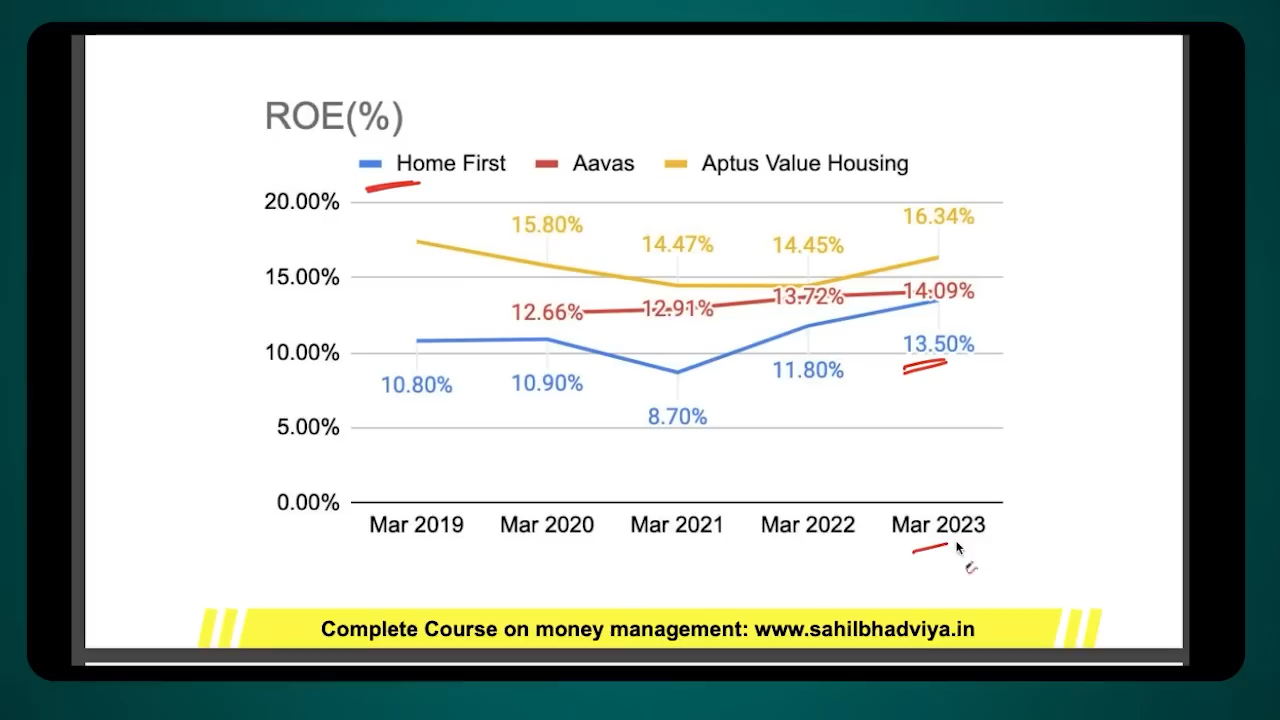 ROE(%)
Home First Aavas Aptus Value Housing
20.00%
15.00%
10.00%
5.00%
0.00%
15.80% 14.47% 14.45% 16.34%
12.66% 12.91% 13.72% 14.09%
10.80% 10.90% 8.70% 11.80% 13.50%
Mar 2019 Mar 2020 Mar 2021 Mar 2022 Mar 2023
Complete Course on money management: www.sahilbhadviya.in